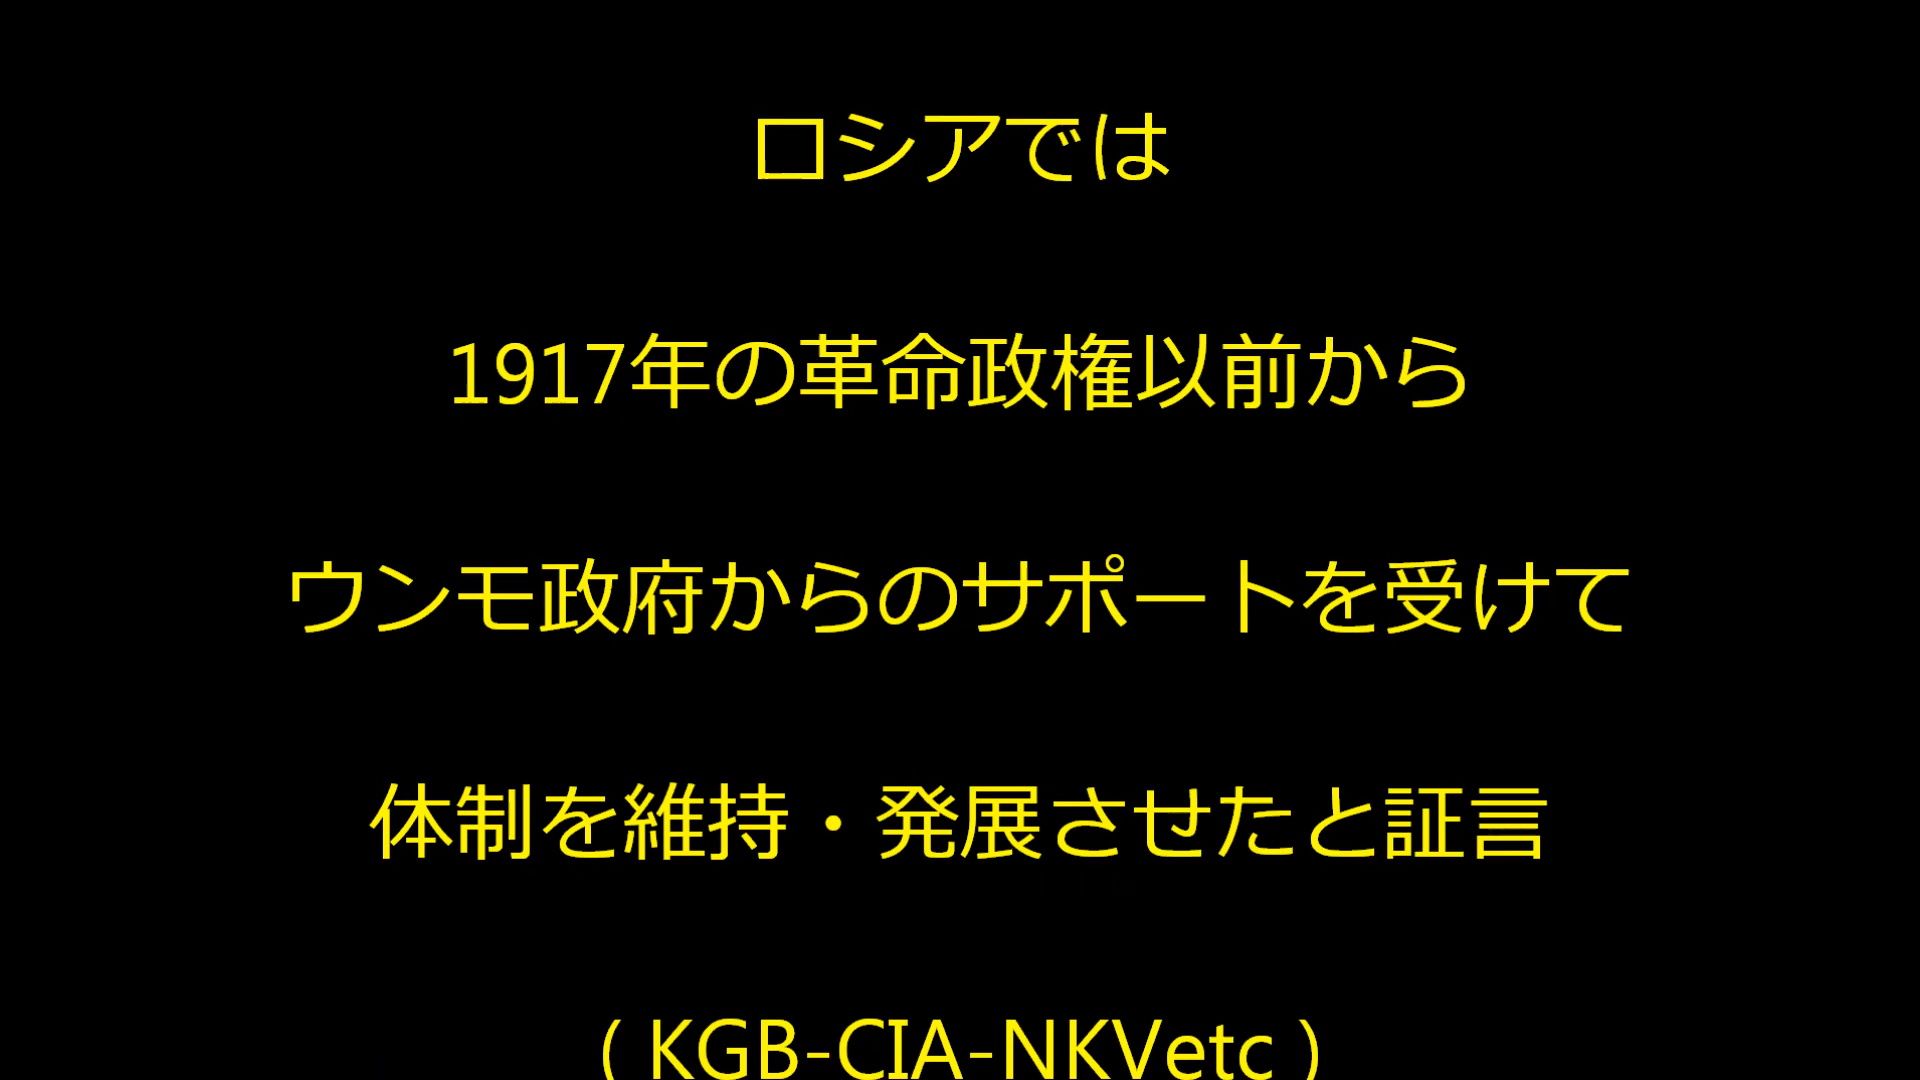 ロシアでは
1917年の革命政権以前から
ウンモ政府からのサポートを受けて
体制を維持・発展させたと証言
( KGB-CIA-NKVetc )